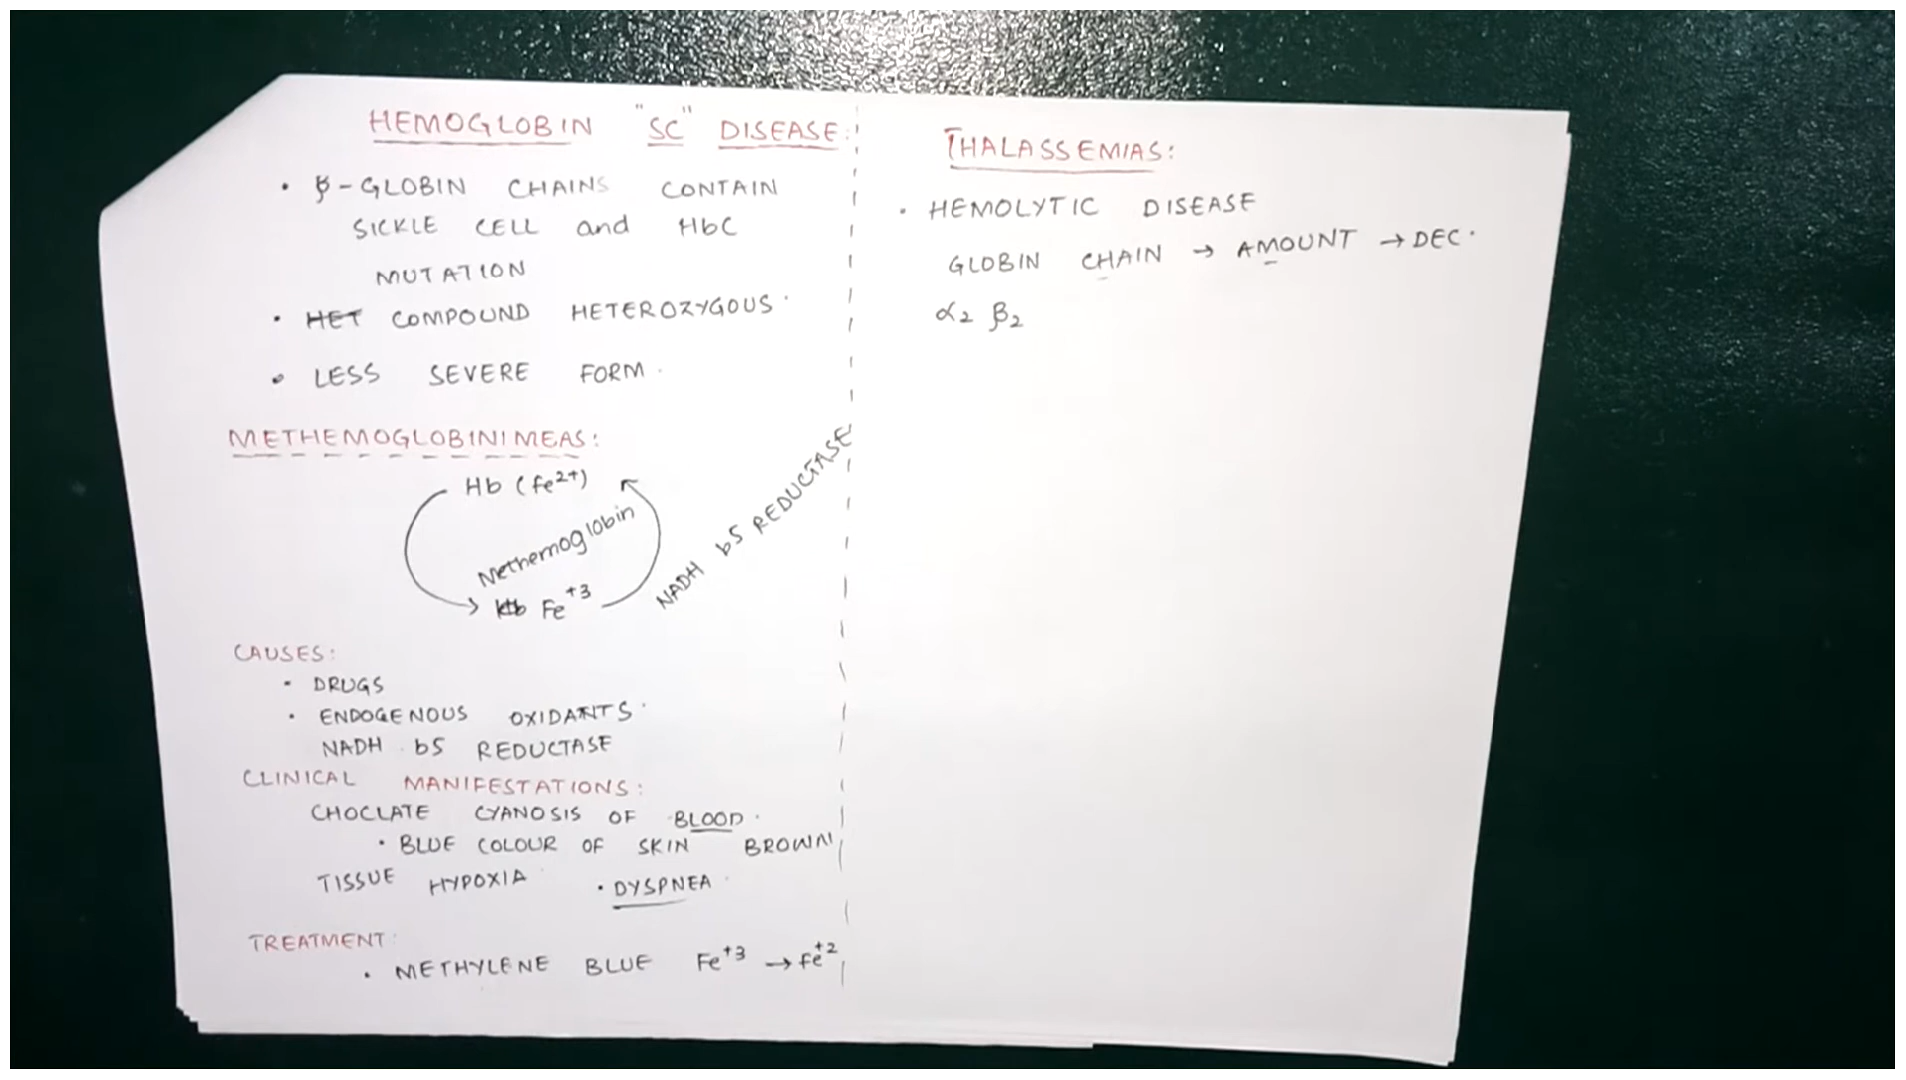 HEMOGLOBIN "SC" DISEASE:
• β-GLOBIN CHAINS CONTAIN
SICKLE CELL and HbC
MUTATION
• HET COMPOUND HETEROZYGOUS.
• LESS SEVERE FORM.
METHEMOGLOBINIMEAS:
Hb (Fe2+)
Methemoglobin
Hb Fe+3
NADH b5 REDUCTASE
CAUSES:
• DRUGS
• ENDOGENOUS OXIDANTS.
NADH b5 REDUCTASE
CLINICAL MANIFESTATIONS:
CHOCLATE CYANOSIS OF BLOOD.
• BLUE COLOUR OF SKIN BROWN
TISSUE HYPOXIA • DYSPNEA
TREATMENT:
• METHYLENE BLUE Fe+3 → fe+2
THALASSEMIAS:
• HEMOLYTIC DISEASE
GLOBIN CHAIN → AMOUNT → DEC.
α2 β2